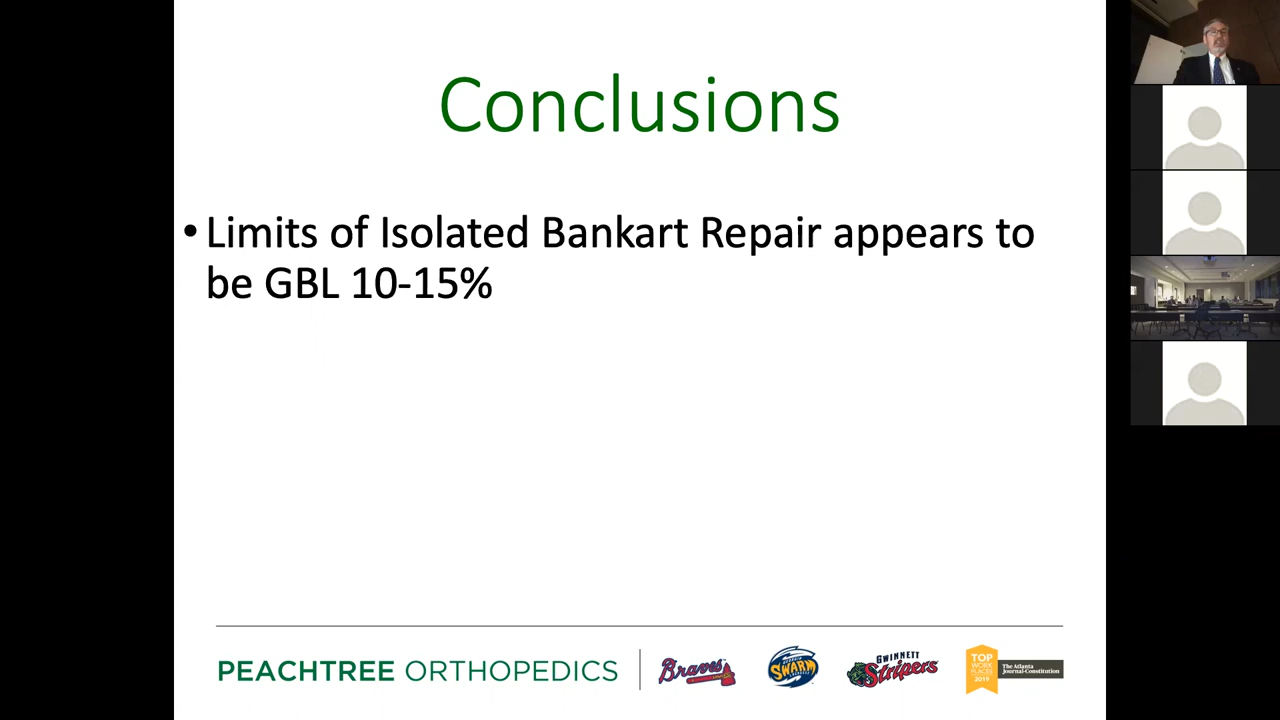 Conclusions
• Limits of Isolated Bankart Repair appears to
be GBL 10-15%
PEACHTREE ORTHOPEDICS
Braves
SWARM
GWINNETT
Stripers
TOP
WORK
PLACES
2019
The Atlanta
Journal-Constitution